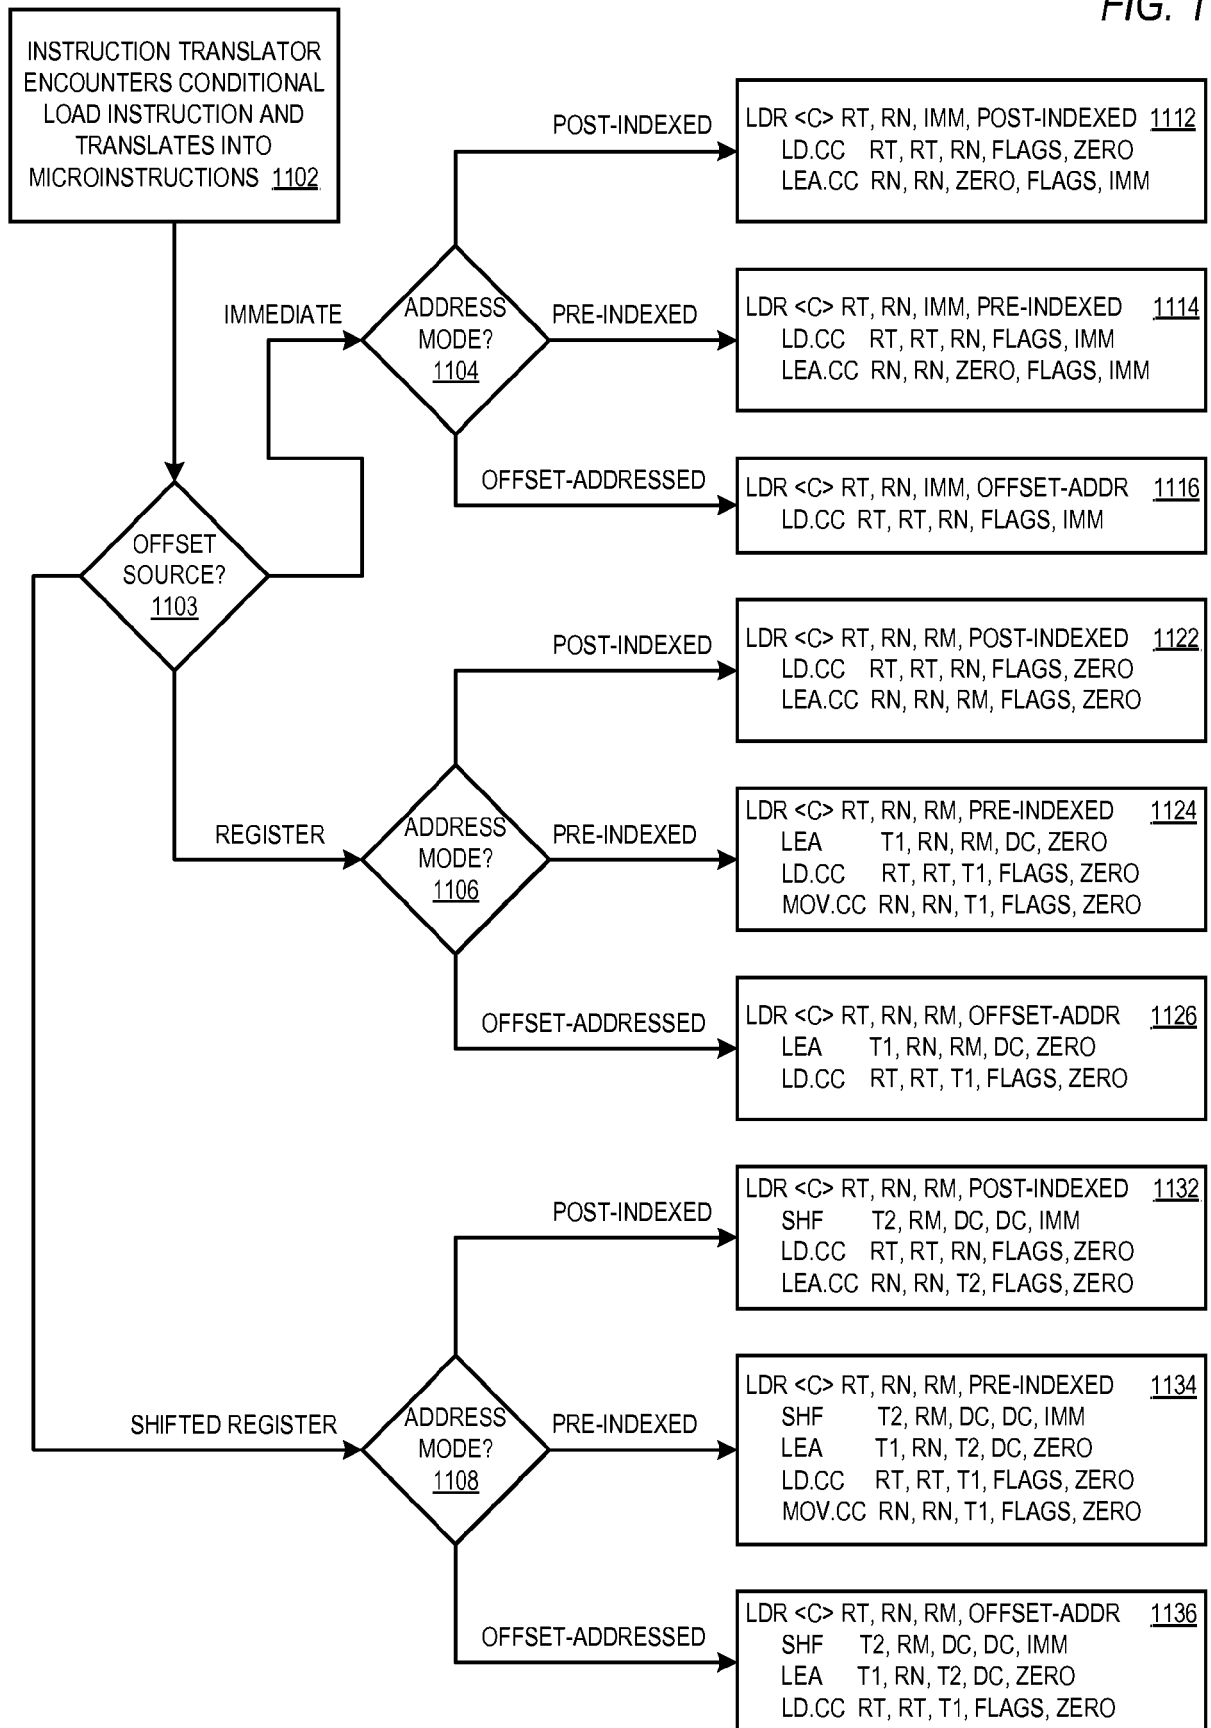 FIG. 1
INSTRUCTION TRANSLATOR
ENCOUNTERS CONDITIONAL
LOAD INSTRUCTION AND
TRANSLATES INTO
MICROINSTRUCTIONS 1102
OFFSET
SOURCE?
1103
IMMEDIATE
ADDRESS
MODE?
1104
POST-INDEXED
LDR <C> RT, RN, IMM, POST-INDEXED 1112
LD.CC RT, RT, RN, FLAGS, ZERO
LEA.CC RN, RN, ZERO, FLAGS, IMM
PRE-INDEXED
LDR <C> RT, RN, IMM, PRE-INDEXED 1114
LD.CC RT, RT, RN, FLAGS, IMM
LEA.CC RN, RN, ZERO, FLAGS, IMM
OFFSET-ADDRESSED
LDR <C> RT, RN, IMM, OFFSET-ADDR 1116
LD.CC RT, RT, RN, FLAGS, IMM
REGISTER
ADDRESS
MODE?
1106
POST-INDEXED
LDR <C> RT, RN, RM, POST-INDEXED 1122
LD.CC RT, RT, RN, FLAGS, ZERO
LEA.CC RN, RN, RM, FLAGS, ZERO
PRE-INDEXED
LDR <C> RT, RN, RM, PRE-INDEXED 1124
LEA T1, RN, RM, DC, ZERO
LD.CC RT, RT, T1, FLAGS, ZERO
MOV.CC RN, RN, T1, FLAGS, ZERO
OFFSET-ADDRESSED
LDR <C> RT, RN, RM, OFFSET-ADDR 1126
LEA T1, RN, RM, DC, ZERO
LD.CC RT, RT, T1, FLAGS, ZERO
SHIFTED REGISTER
ADDRESS
MODE?
1108
POST-INDEXED
LDR <C> RT, RN, RM, POST-INDEXED 1132
SHF T2, RM, DC, DC, IMM
LD.CC RT, RT, RN, FLAGS, ZERO
LEA.CC RN, RN, T2, FLAGS, ZERO
PRE-INDEXED
LDR <C> RT, RN, RM, PRE-INDEXED 1134
SHF T2, RM, DC, DC, IMM
LEA T1, RN, T2, DC, ZERO
LD.CC RT, RT, T1, FLAGS, ZERO
MOV.CC RN, RN, T1, FLAGS, ZERO
OFFSET-ADDRESSED
LDR <C> RT, RN, RM, OFFSET-ADDR 1136
SHF T2, RM, DC, DC, IMM
LEA T1, RN, T2, DC, ZERO
LD.CC RT, RT, T1, FLAGS, ZERO